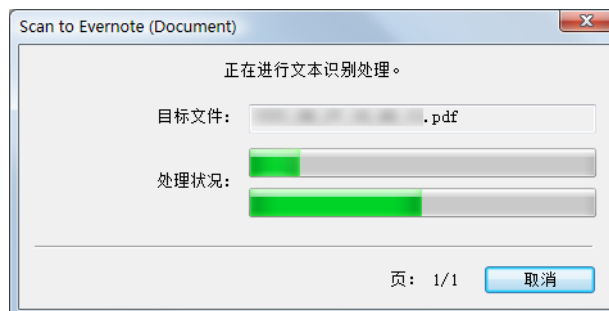 Scan to Evernote (Document)
正在进行文本识别处理。
目标文件: .pdf
处理状况:
页: 1/1 取消